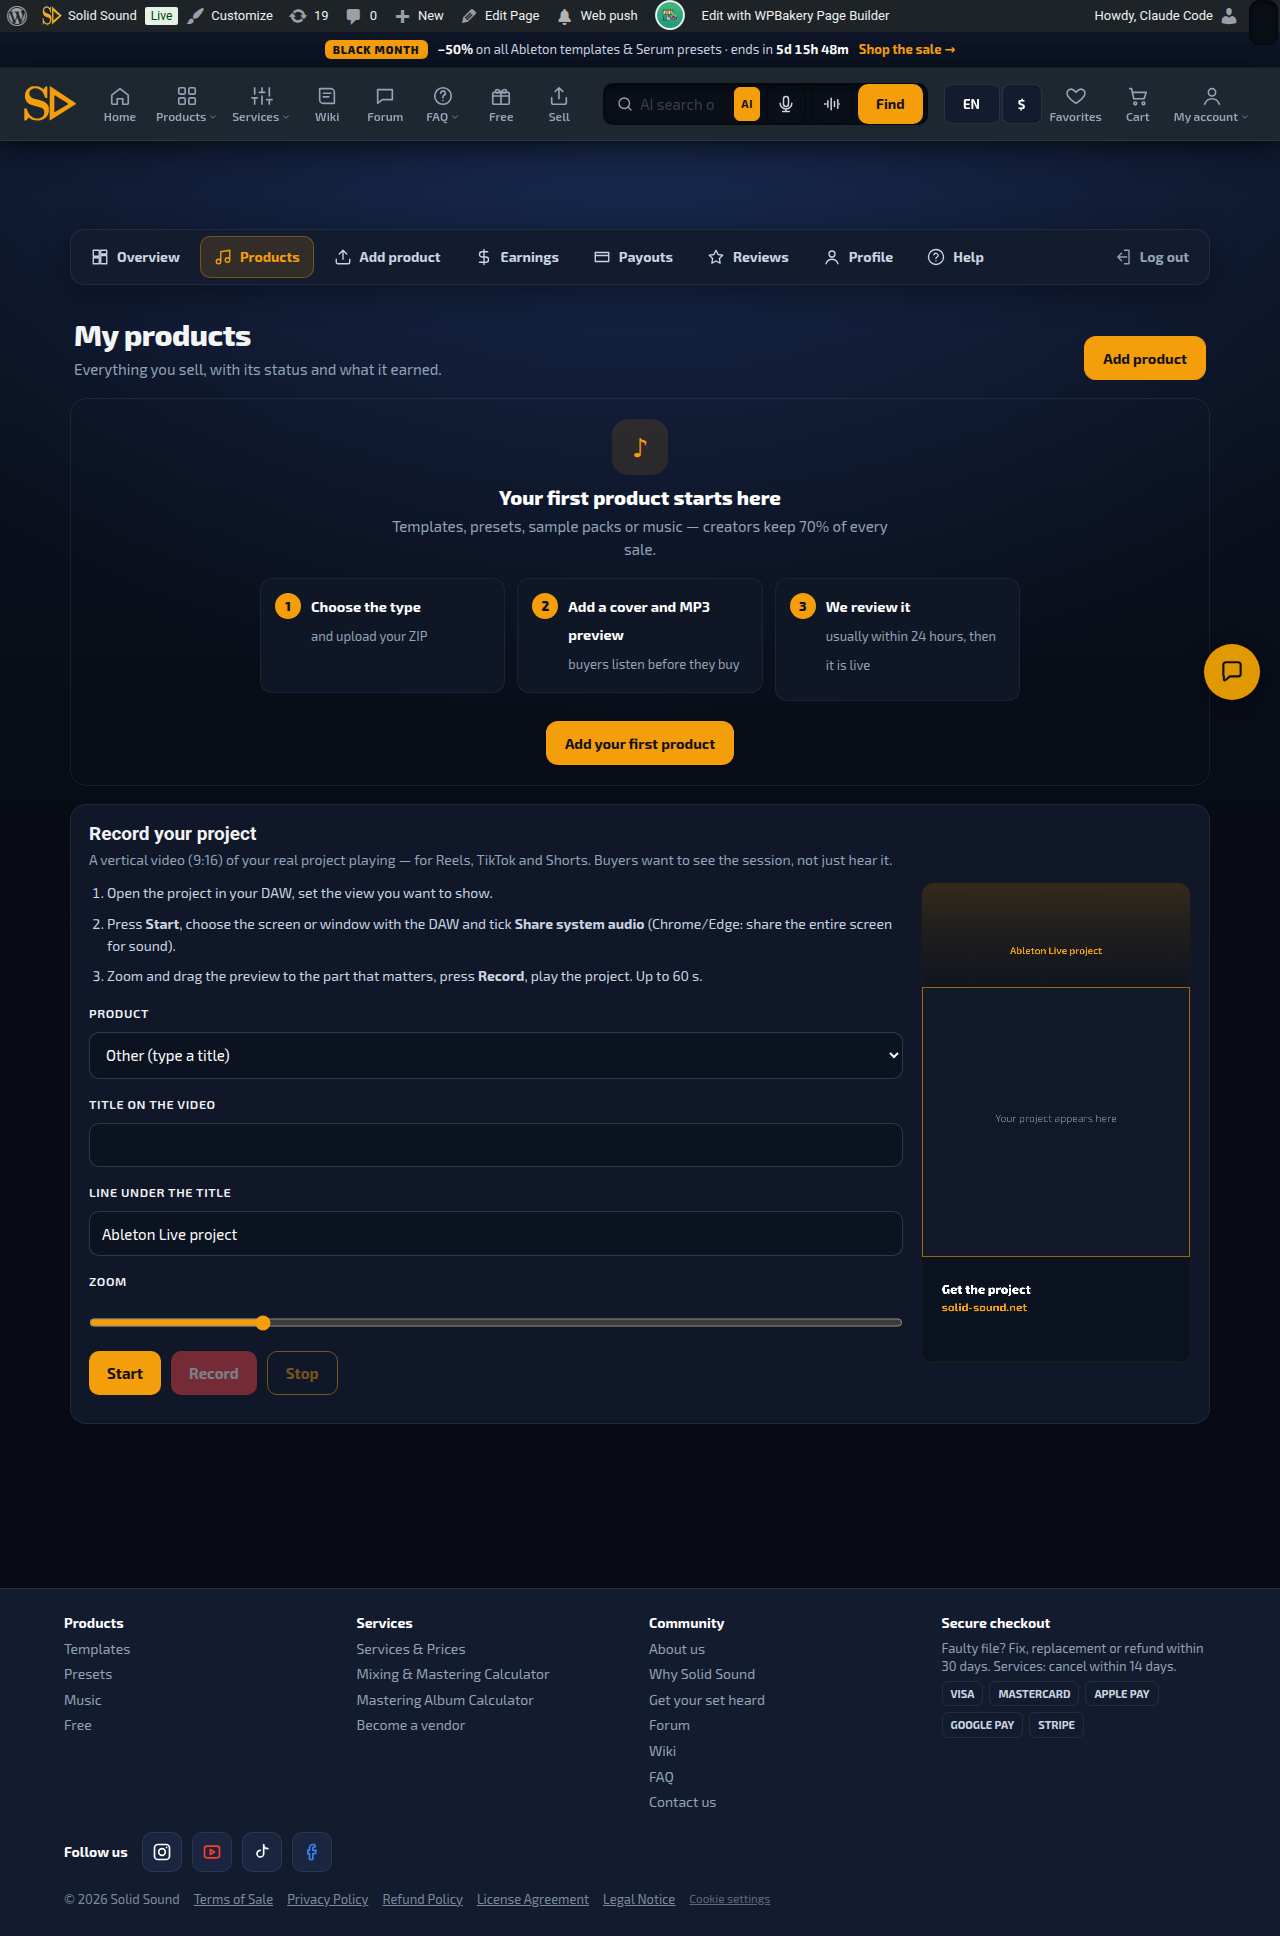 Solid Sound Live Customize 19 0 New Edit Page Web push Edit with WPBakery Page Builder Howdy, Claude Code
BLACK MONTH −50% on all Ableton templates & Serum presets · ends in 5d 15h 48m Shop the sale →
Home Products Services Wiki Forum FAQ Free Sell AI search o AI Find EN $ Favorites Cart My account
Overview Products Add product Earnings Payouts Reviews Profile Help Log out
My products
Everything you sell, with its status and what it earned.
Add product
Your first product starts here
Templates, presets, sample packs or music — creators keep 70% of every
sale.
1 Choose the type
and upload your ZIP
2 Add a cover and MP3
preview
buyers listen before they buy
3 We review it
usually within 24 hours, then
it is live
Add your first product
Record your project
A vertical video (9:16) of your real project playing — for Reels, TikTok and Shorts. Buyers want to see the session, not just hear it.
1. Open the project in your DAW, set the view you want to show.
2. Press Start, choose the screen or window with the DAW and tick Share system audio (Chrome/Edge: share the entire screen
for sound).
3. Zoom and drag the preview to the part that matters, press Record, play the project. Up to 60 s.
PRODUCT
Other (type a title)
TITLE ON THE VIDEO
LINE UNDER THE TITLE
Ableton Live project
ZOOM
Start Record Stop
Ableton Live project
Your project appears here
Get the project
solid-sound.net
Products
Templates
Presets
Music
Free
Services
Services & Prices
Mixing & Mastering Calculator
Mastering Album Calculator
Become a vendor
Community
About us
Why Solid Sound
Get your set heard
Forum
Wiki
FAQ
Contact us
Secure checkout
Faulty file? Fix, replacement or refund within
30 days. Services: cancel within 14 days.
VISA MASTERCARD APPLE PAY
GOOGLE PAY STRIPE
Follow us
© 2026 Solid Sound Terms of Sale Privacy Policy Refund Policy License Agreement Legal Notice Cookie settings